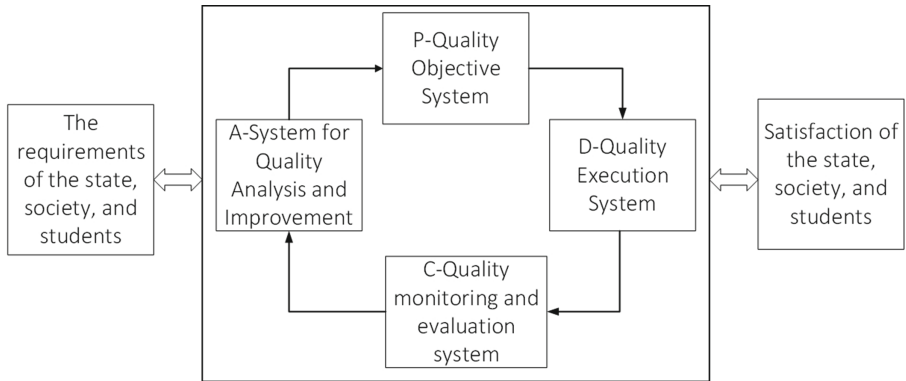 The
requirements
of the state,
society, and
students
A-System for
Quality
Analysis and
Improvement
P-Quality
Objective
System
D-Quality
Execution
System
C-Quality
monitoring and
evaluation
system
Satisfaction of
the state,
society, and
students